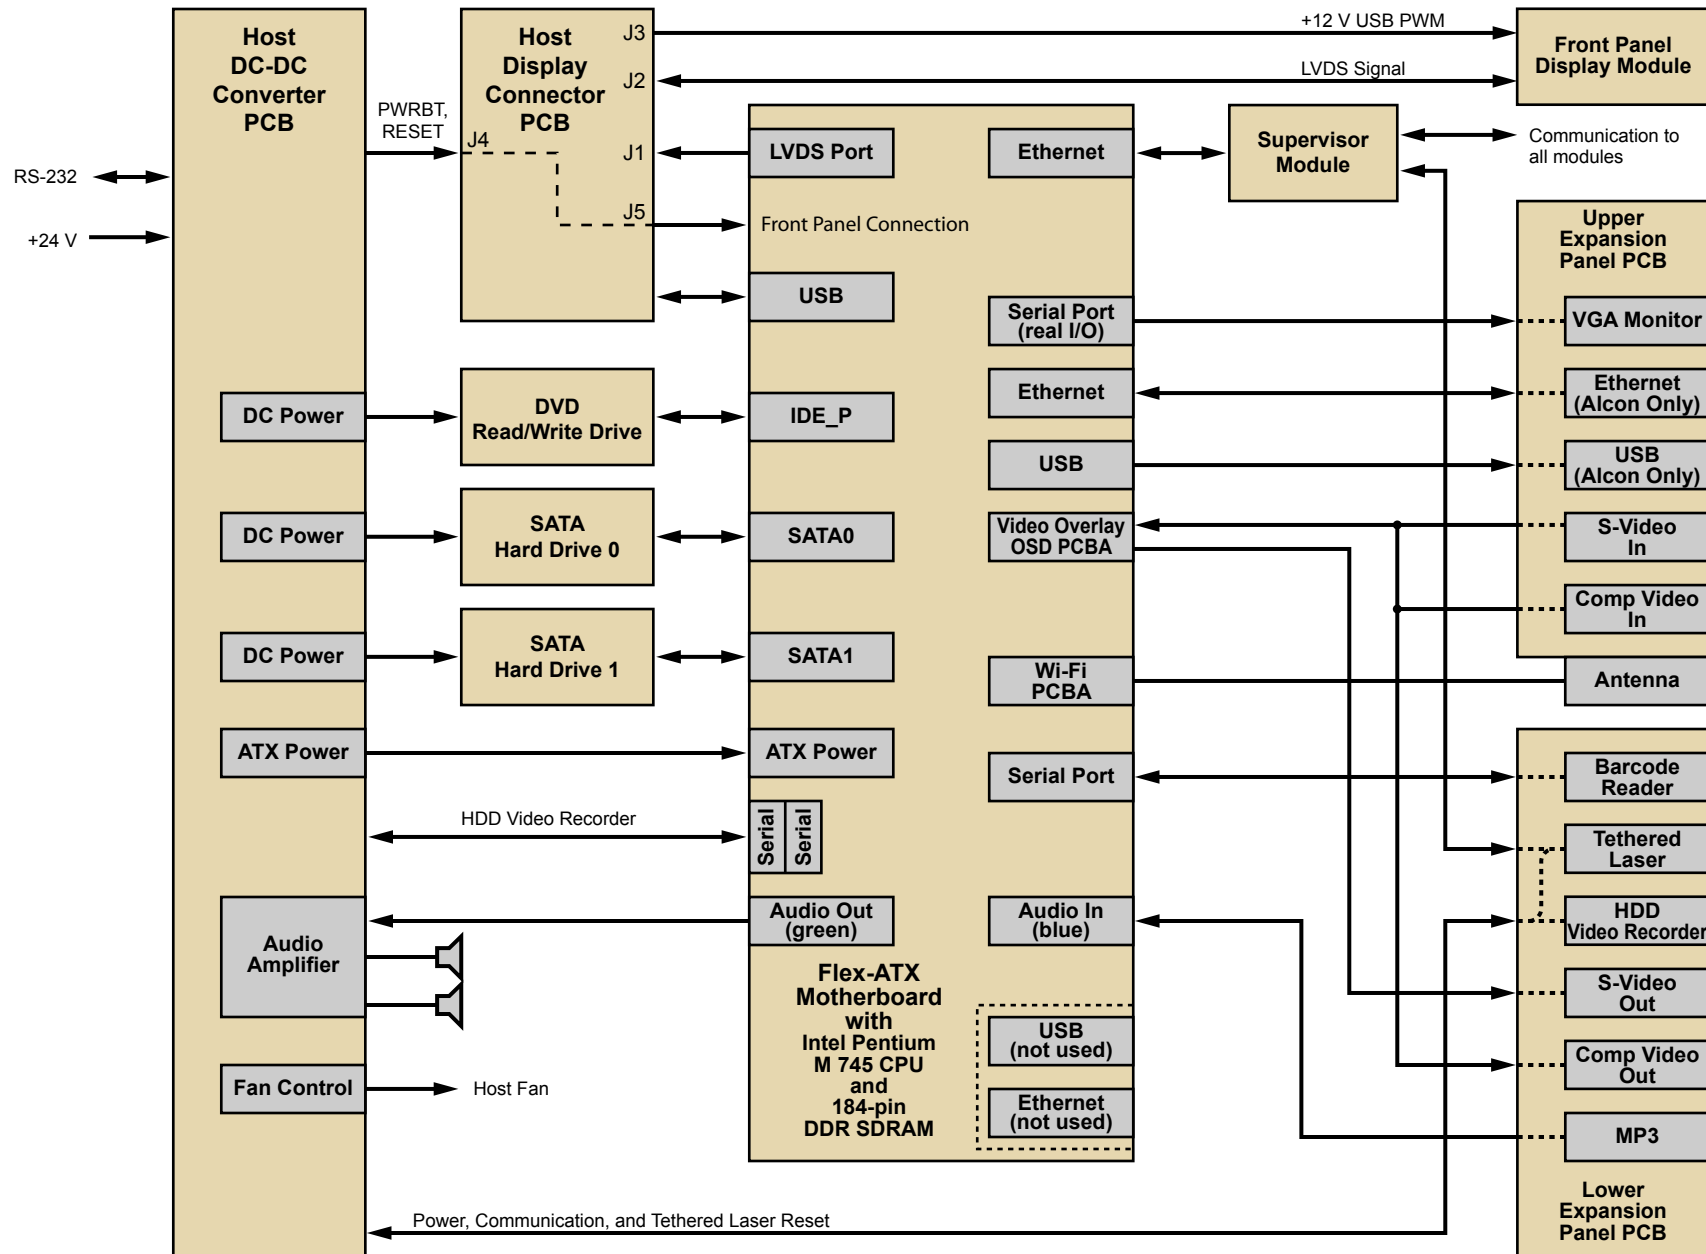 Host
DC-DC
Converter
PCB
RS-232
+24 V
PWRBT,
RESET
Host
Display
Connector
PCB
J3
J2
J4
J1
J5
+12 V USB PWM
LVDS Signal
Front Panel
Display Module
LVDS Port
Ethernet
Supervisor
Module
Communication to
all modules
Front Panel Connection
USB
Serial Port
(real I/O)
Upper
Expansion
Panel PCB
VGA Monitor
DC Power
DVD
Read/Write Drive
IDE_P
Ethernet
Ethernet
(Alcon Only)
USB
USB
(Alcon Only)
DC Power
SATA
Hard Drive 0
SATA0
Video Overlay
OSD PCBA
S-Video
In
Comp Video
In
DC Power
SATA
Hard Drive 1
SATA1
Wi-Fi
PCBA
Antenna
ATX Power
ATX Power
Serial Port
Barcode
Reader
HDD Video Recorder
Serial
Serial
Tethered
Laser
Audio
Amplifier
Audio Out
(green)
Audio In
(blue)
HDD
Video Recorder
Flex-ATX
Motherboard
with
Intel Pentium
M 745 CPU
and
184-pin
DDR SDRAM
S-Video
Out
USB
(not used)
Comp Video
Out
Fan Control
Host Fan
Ethernet
(not used)
MP3
Lower
Expansion
Panel PCB
Power, Communication, and Tethered Laser Reset